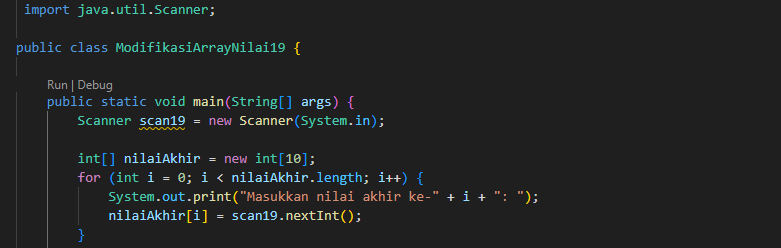 import java.util.Scanner;
public class ModifikasiArrayNilai19 {
Run | Debug
public static void main(String[] args) {
Scanner scan19 = new Scanner(System.in);
int[] nilaiAkhir = new int[10];
for (int i = 0; i < nilaiAkhir.length; i++) {
System.out.print("Masukkan nilai akhir ke-" + i + ": ");
nilaiAkhir[i] = scan19.nextInt();
}